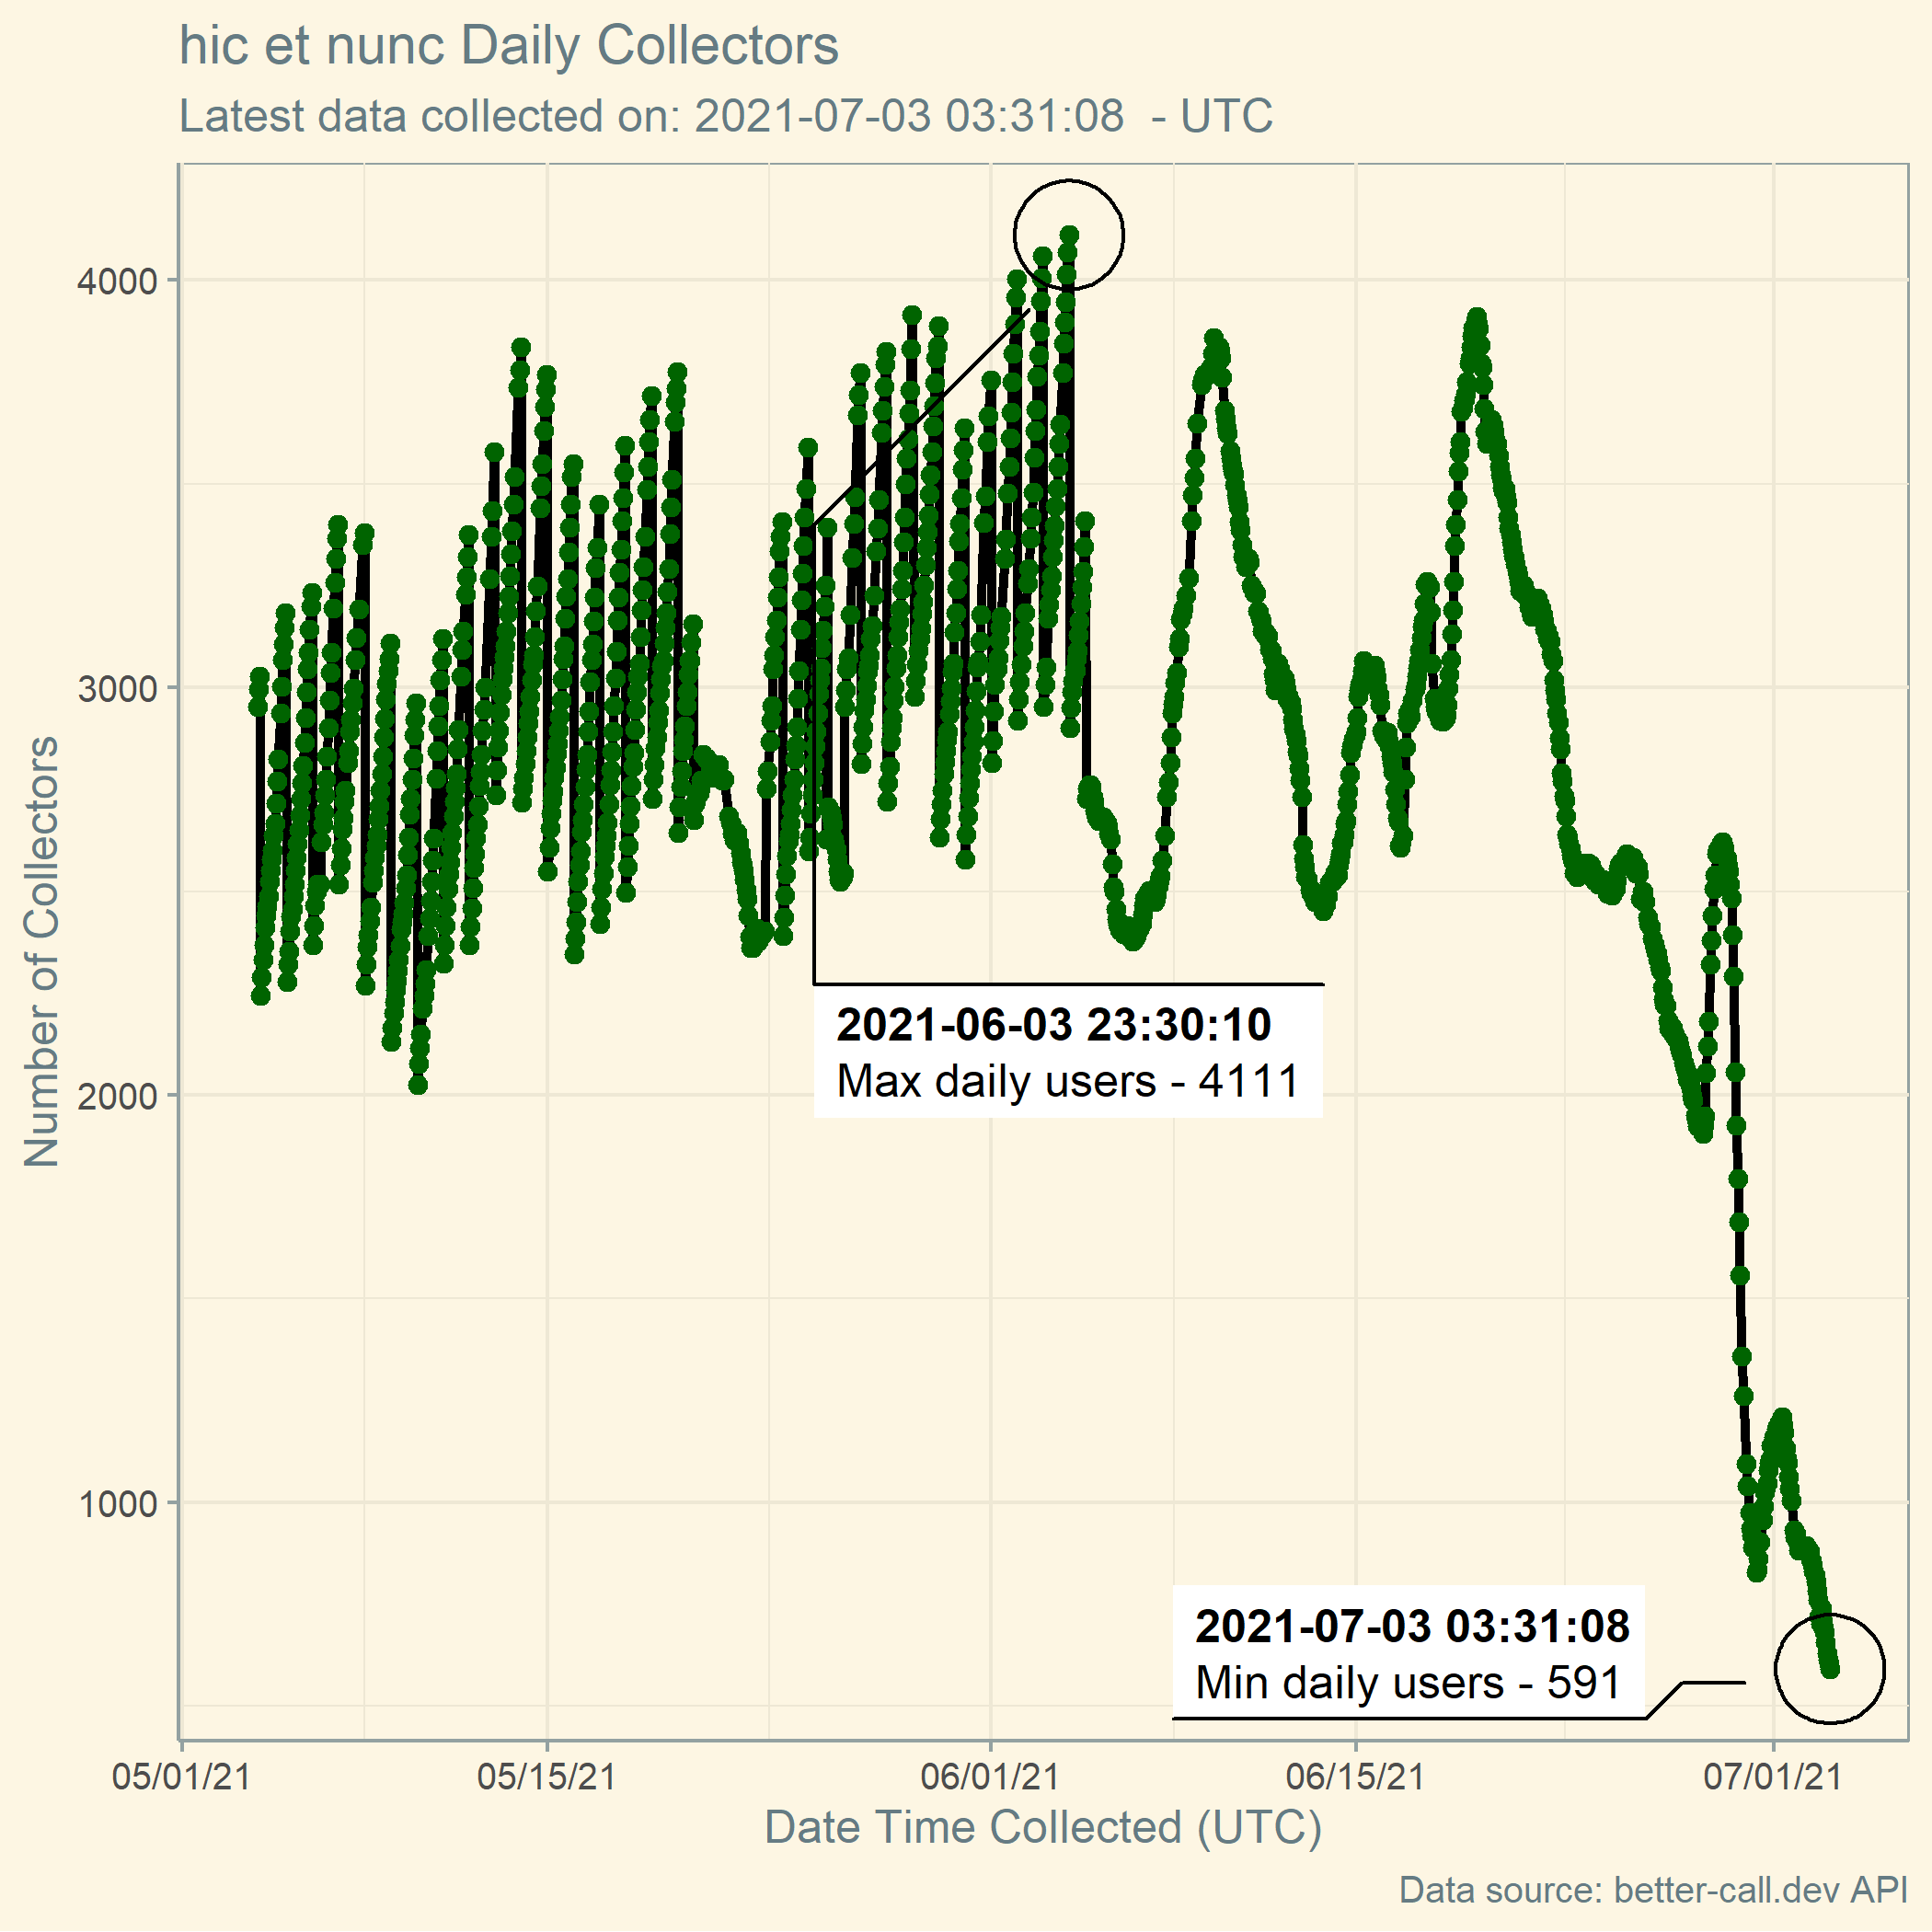 hic et nunc Daily Collectors
Latest data collected on: 2021-07-03 03:31:08  - UTC
Number of Collectors
4000
3000
2000
1000
2021-06-03 23:30:10
Max daily users - 4111
2021-07-03 03:31:08
Min daily users - 591
05/01/21 05/15/21 06/01/21 06/15/21 07/01/21
Date Time Collected (UTC)
Data source: better-call.dev API